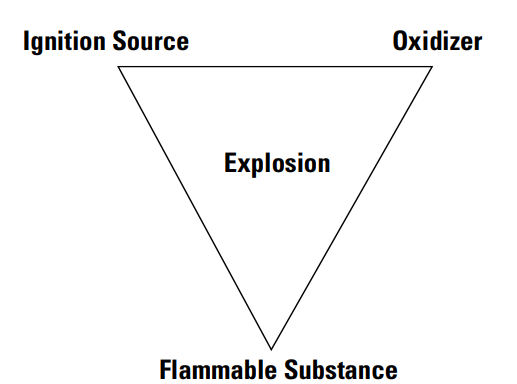 Ignition Source
Oxidizer
Explosion
Flammable Substance